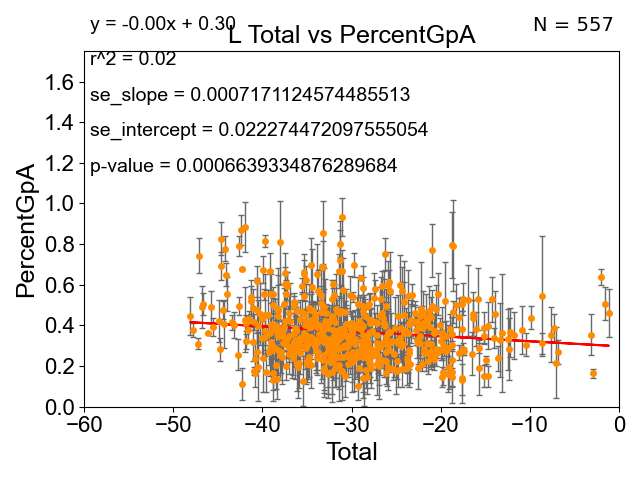 y = -0.00x + 0.30
N = 557
L Total vs PercentGpA
r^2 = 0.02
se_slope = 0.0007171124574485513
se_intercept = 0.022274472097555054
p-value = 0.0006639334876289684
1.6
1.4
1.2
1.0
0.8
0.6
0.4
0.2
0.0
PercentGpA
−60 −50 −40 −30 −20 −10 0
Total